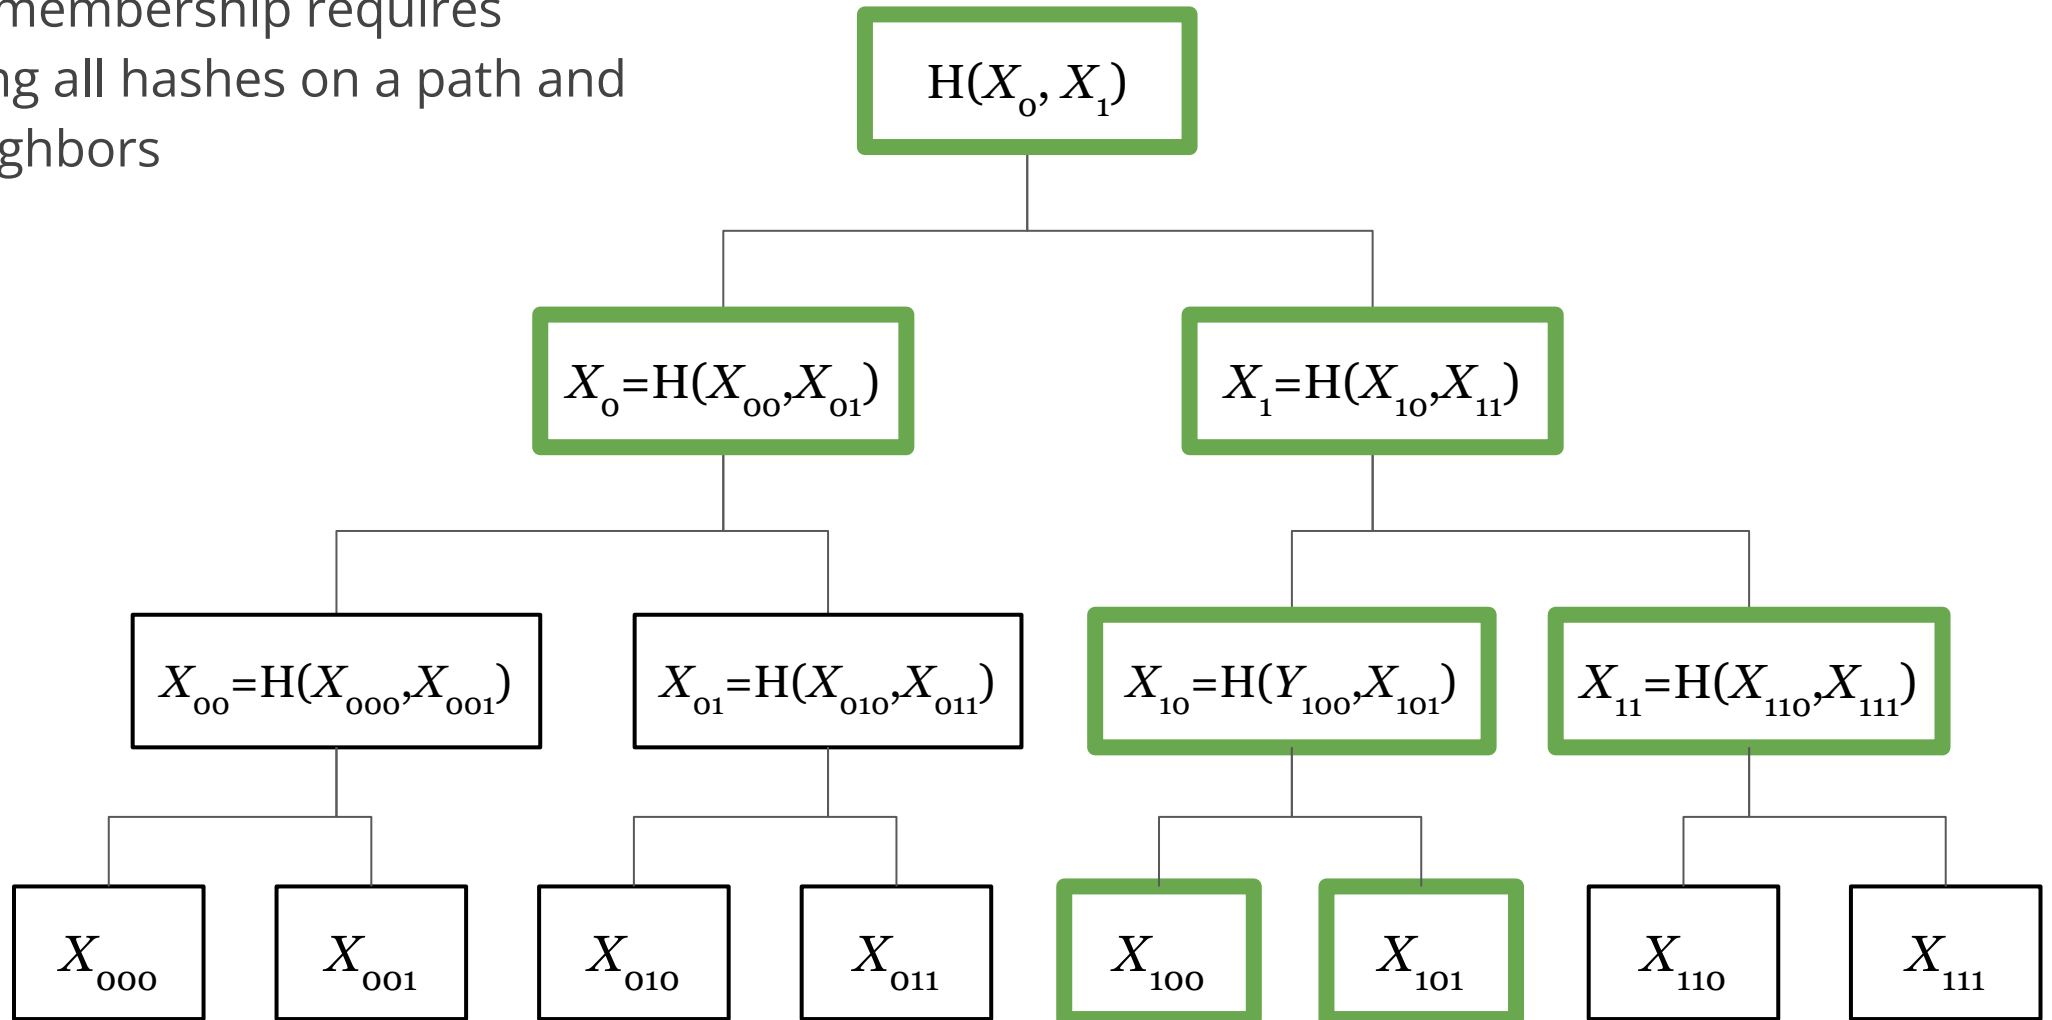 membership requires
ng all hashes on a path and
ghbors
H(X₀, X₁)
X₀=H(X₀₀,X₀₁)
X₁=H(X₁₀,X₁₁)
X₀₀=H(X₀₀₀,X₀₀₁)
X₀₁=H(X₀₁₀,X₀₁₁)
X₁₀=H(Y₁₀₀,X₁₀₁)
X₁₁=H(X₁₁₀,X₁₁₁)
X₀₀₀
X₀₀₁
X₀₁₀
X₀₁₁
X₁₀₀
X₁₀₁
X₁₁₀
X₁₁₁